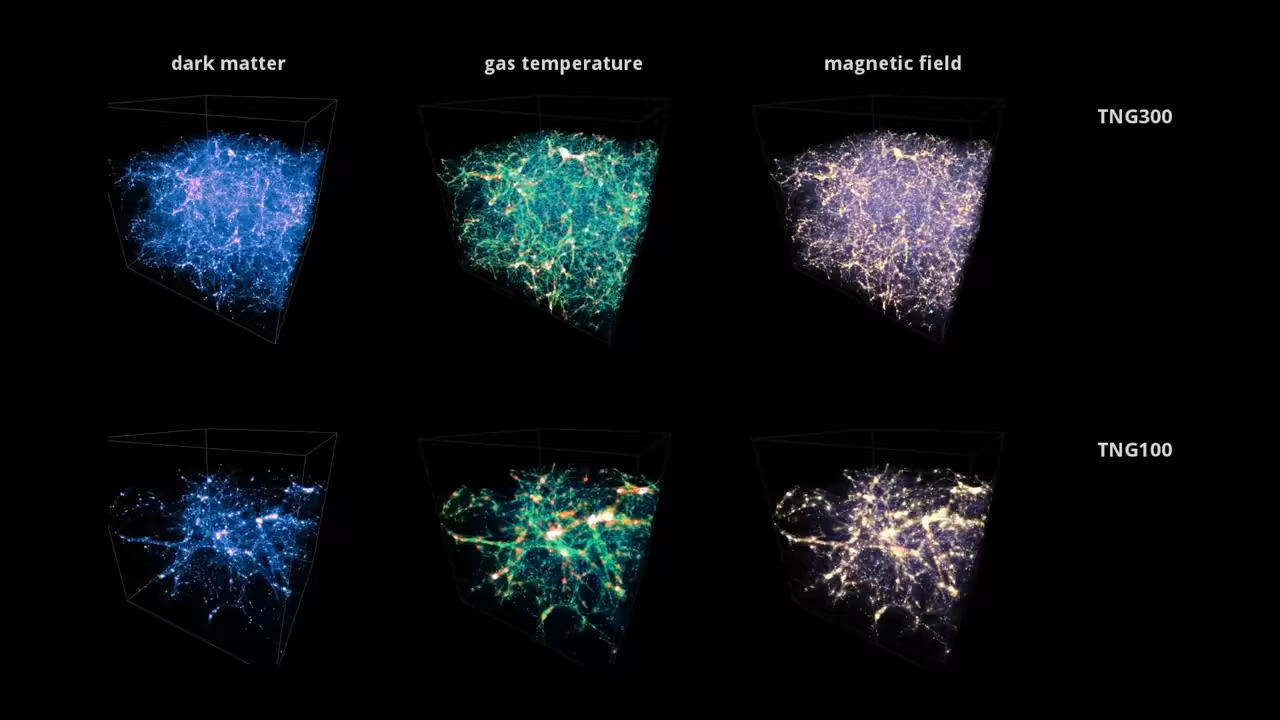 dark matter
gas temperature
magnetic field
TNG300
TNG100